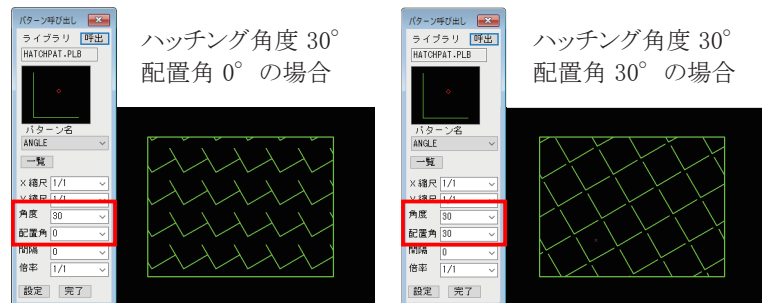 パターン呼び出し
ライブラリ 呼出
HATCHPAT.PLB
パターン名
ANGLE
一覧
X縮尺 1/1
Y縮尺 1/1
角度 30
配置角 0
間隔 0
倍率 1/1
設定 完了
ハッチング角度 30°
配置角 0° の場合
パターン呼び出し
ライブラリ 呼出
HATCHPAT.PLB
パターン名
ANGLE
一覧
X縮尺 1/1
Y縮尺 1/1
角度 30
配置角 30
間隔 0
倍率 1/1
設定 完了
ハッチング角度 30°
配置角 30° の場合